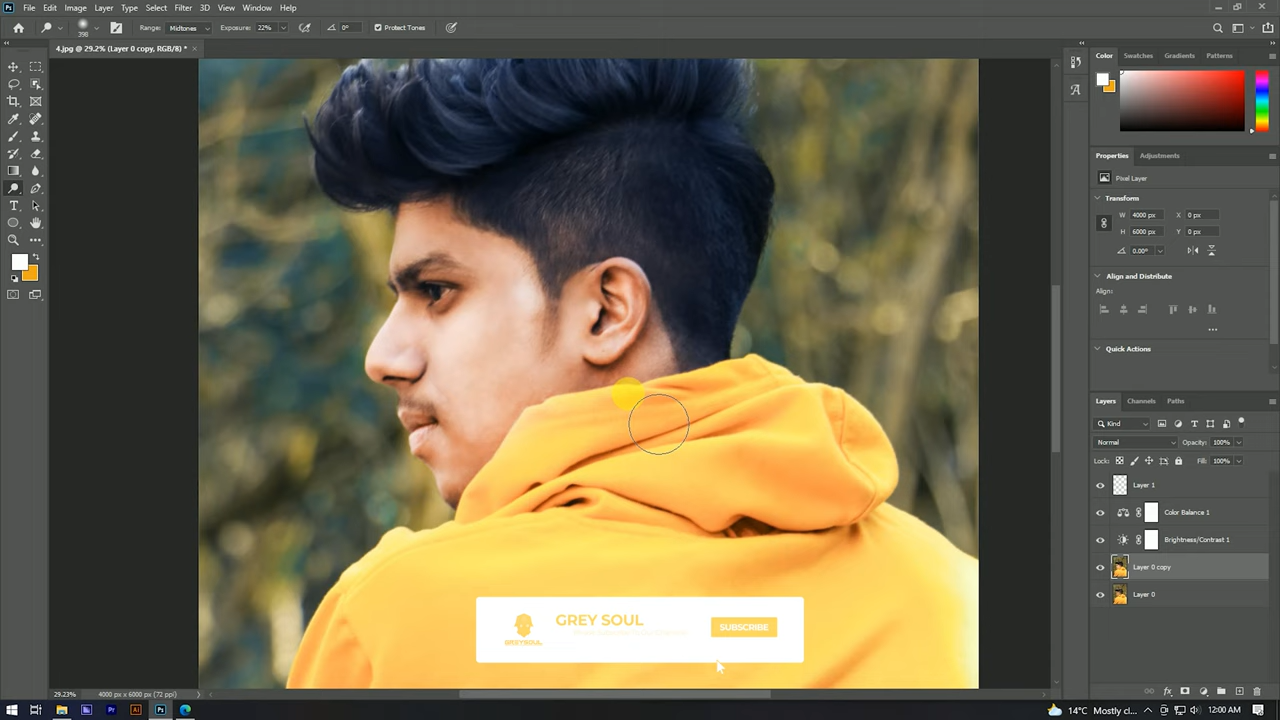 File Edit Image Layer Type Select Filter 3D View Window Help
398 Range: Midtones Exposure: 22% 0° Protect Tones
4.jpg @ 29.2% (Layer 0 copy, RGB/8) *
Color Swatches Gradients Patterns
Properties Adjustments
Pixel Layer
Transform
W 4000 px X 0 px
H 6000 px Y 0 px
0.00°
Align and Distribute
Align:
Quick Actions
Layers Channels Paths
Kind
Normal Opacity: 100%
Lock: Fill: 100%
Layer 1
Color Balance 1
Brightness/Contrast 1
Layer 0 copy
Layer 0
GREY SOUL
SUBSCRIBE
GREYSOUL
29.23% 4000 px x 6000 px (72 ppi)
14°C Mostly cl... 12:00 AM